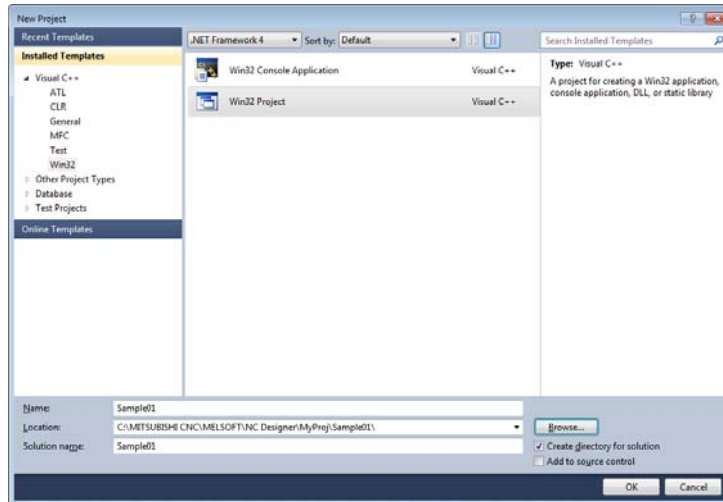 New Project
Recent Templates
.NET Framework 4 Sort by: Default
Search Installed Templates
Installed Templates
Visual C++
ATL
CLR
General
MFC
Test
Win32
Other Project Types
Database
Test Projects
Online Templates
Win32 Console Application Visual C++
Win32 Project Visual C++
Type: Visual C++
A project for creating a Win32 application,
console application, DLL, or static library
Name: Sample01
Location: C:\MITSUBISHI CNC\MELSOFT\NC Designer\MyProj\Sample01\
Browse...
Solution name: Sample01
Create directory for solution
Add to source control
OK Cancel